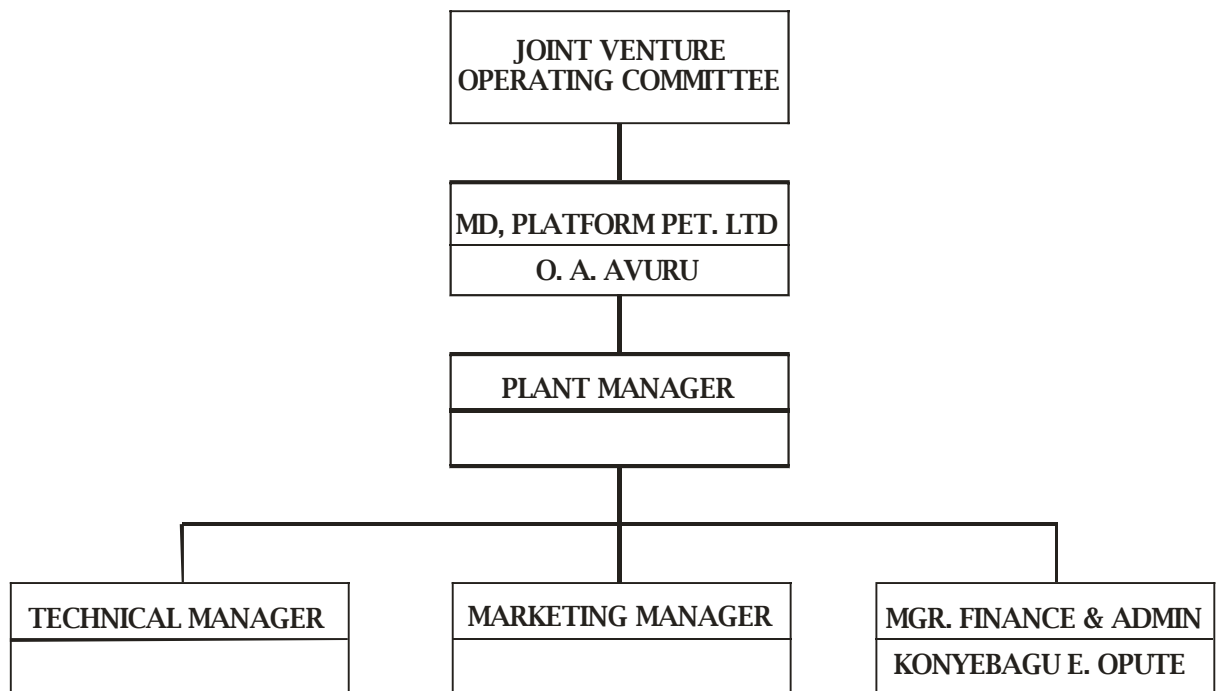 JOINT VENTURE
OPERATING COMMITTEE
MD, PLATFORM PET. LTD
O. A. AVURU
PLANT MANAGER
TECHNICAL MANAGER
MARKETING MANAGER
MGR. FINANCE & ADMIN
KONYEBAGU E. OPUTE